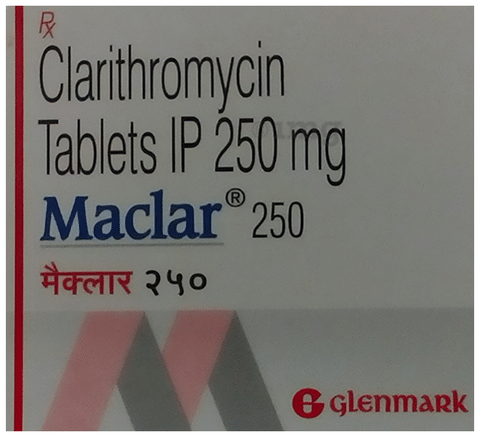 Rx
Clarithromycin
Tablets IP 250 mg
Maclar® 250
मैक्लार २५०
GLENMARK